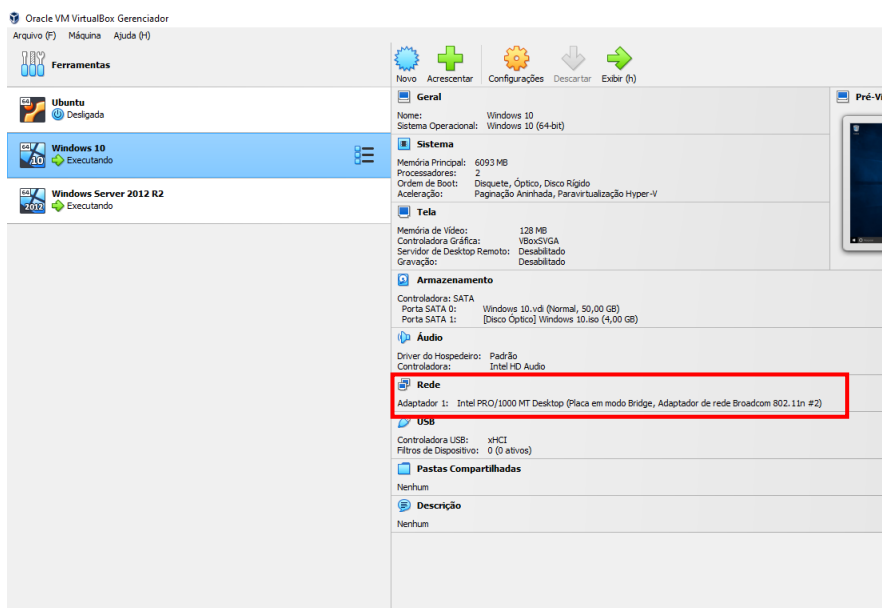 Oracle VM VirtualBox Gerenciador
Arquivo (F) Máquina Ajuda (H)
Ferramentas
Novo Acrescentar Configurações Descartar Exibir (h)
64
Ubuntu
Desligada
64
10
Windows 10
Executando
64
2012
Windows Server 2012 R2
Executando
Geral
Nome: Windows 10
Sistema Operacional: Windows 10 (64-bit)
Sistema
Memória Principal: 6093 MB
Processadores: 2
Ordem de Boot: Disquete, Óptico, Disco Rígido
Aceleração: Paginação Aninhada, Paravirtualização Hyper-V
Tela
Memória de Vídeo: 128 MB
Controladora Gráfica: VBoxSVGA
Servidor de Desktop Remoto: Desabilitado
Gravação: Desabilitado
Armazenamento
Controladora: SATA
Porta SATA 0: Windows 10.vdi (Normal, 50,00 GB)
Porta SATA 1: [Disco Óptico] Windows 10.iso (4,00 GB)
Áudio
Driver do Hospedeiro: Padrão
Controladora: Intel HD Audio
Rede
Adaptador 1: Intel PRO/1000 MT Desktop (Placa em modo Bridge, Adaptador de rede Broadcom 802.11n #2)
USB
Controladora USB: xHCI
Filtros de Dispositivo: 0 (0 ativos)
Pastas Compartilhadas
Nenhum
Descrição
Nenhum
Pré-Vi